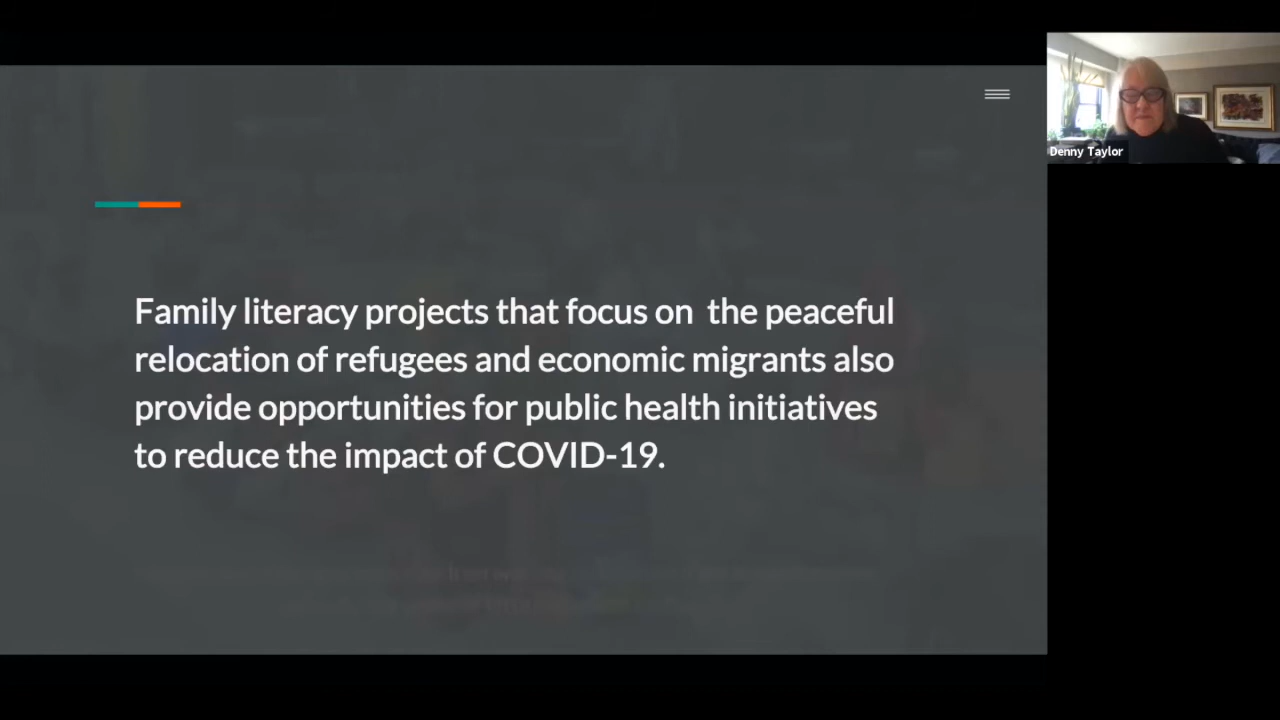 Family literacy projects that focus on  the peaceful
relocation of refugees and economic migrants also
provide opportunities for public health initiatives
to reduce the impact of COVID-19.
Denny Taylor